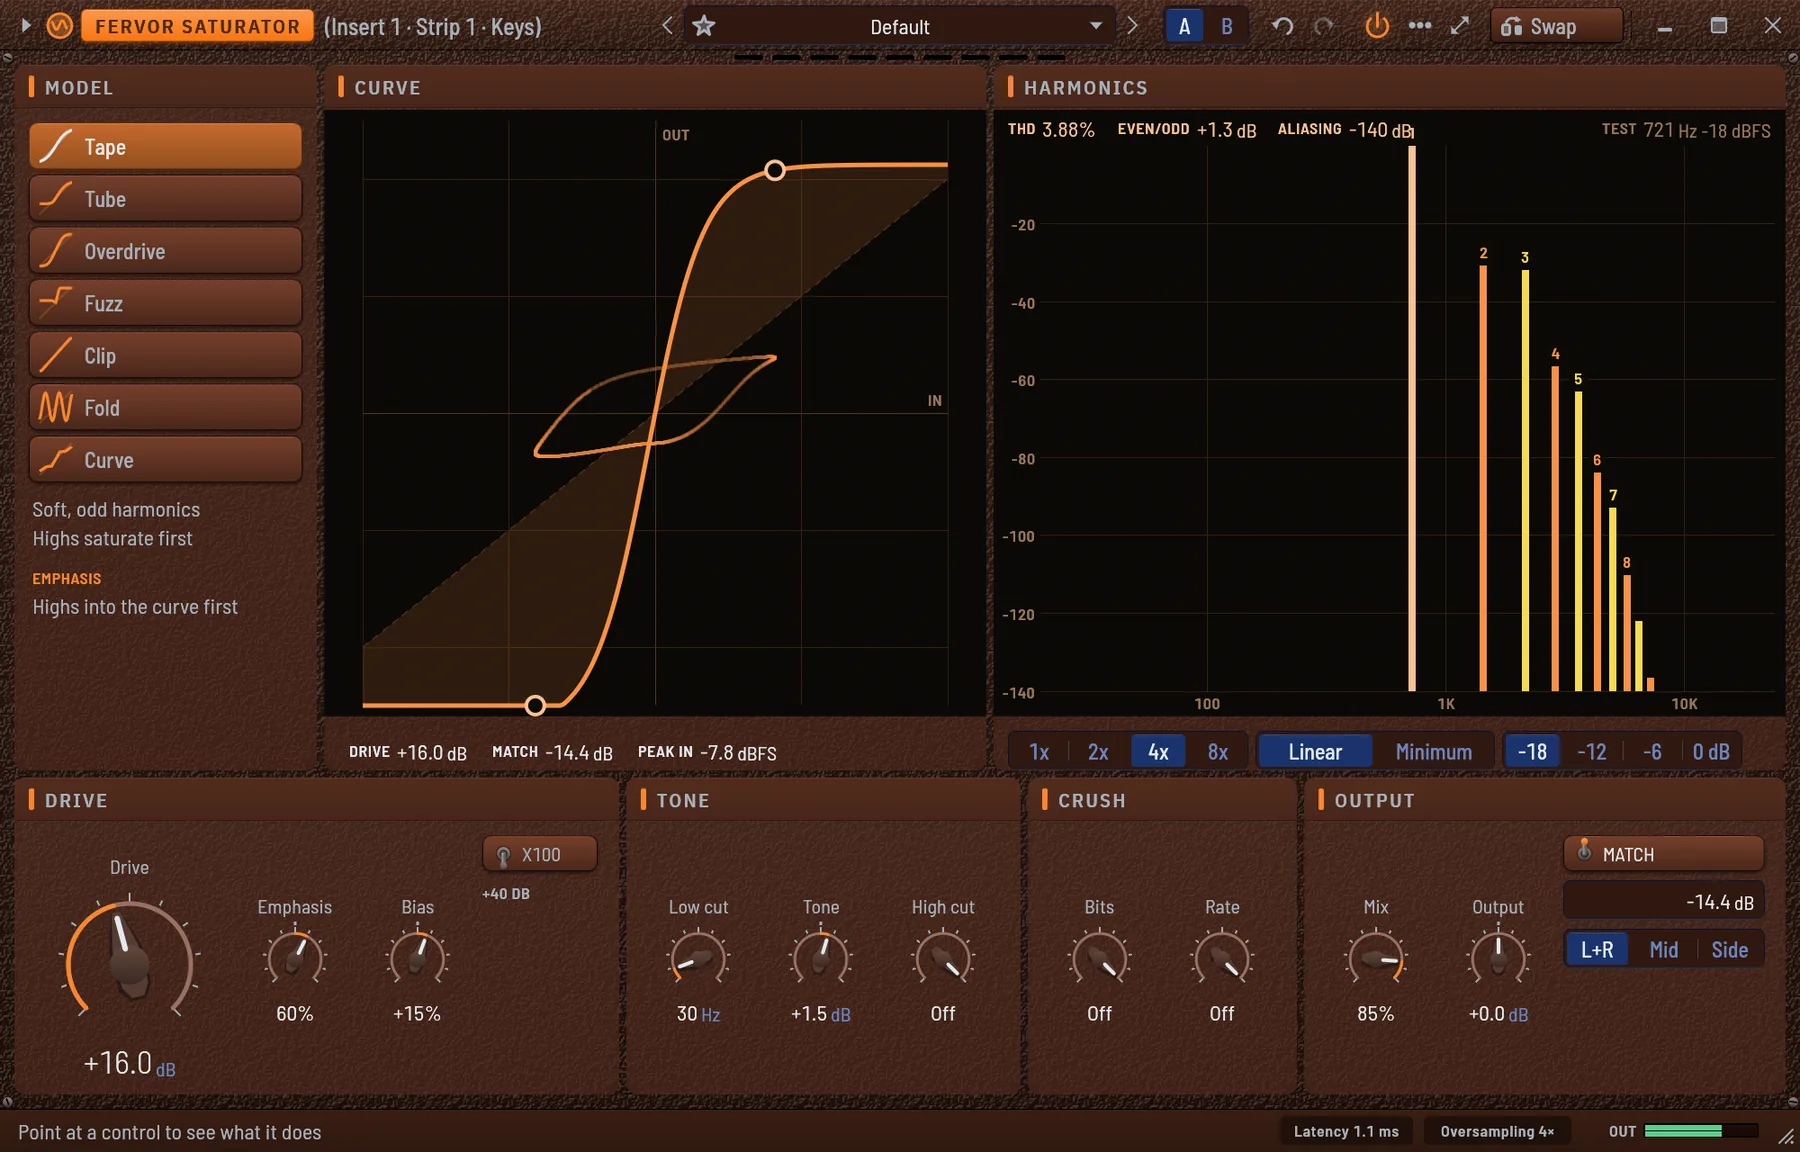 FERVOR SATURATOR (Insert 1 · Strip 1 · Keys) Default A B Swap
MODEL
Tape
Tube
Overdrive
Fuzz
Clip
Fold
Curve
Soft, odd harmonics
Highs saturate first
EMPHASIS
Highs into the curve first
CURVE
OUT
IN
DRIVE +16.0 dB MATCH -14.4 dB PEAK IN -7.8 dBFS
HARMONICS
THD 3.88% EVEN/ODD +1.3 dB ALIASING -140 dB 1 TEST 721 Hz -18 dBFS
-20
-40
-60
-80
-100
-120
-140
2
3
4
5
6
7
8
100 1K 10K
1x 2x 4x 8x Linear Minimum -18 -12 -6 0 dB
DRIVE
Drive
+16.0 dB
Emphasis
60%
Bias
+15%
X100
+40 DB
TONE
Low cut
30 Hz
Tone
+1.5 dB
High cut
Off
CRUSH
Bits
Off
Rate
Off
OUTPUT
Mix
85%
Output
+0.0 dB
MATCH
-14.4 dB
L+R Mid Side
Point at a control to see what it does
Latency 1.1 ms Oversampling 4× OUT